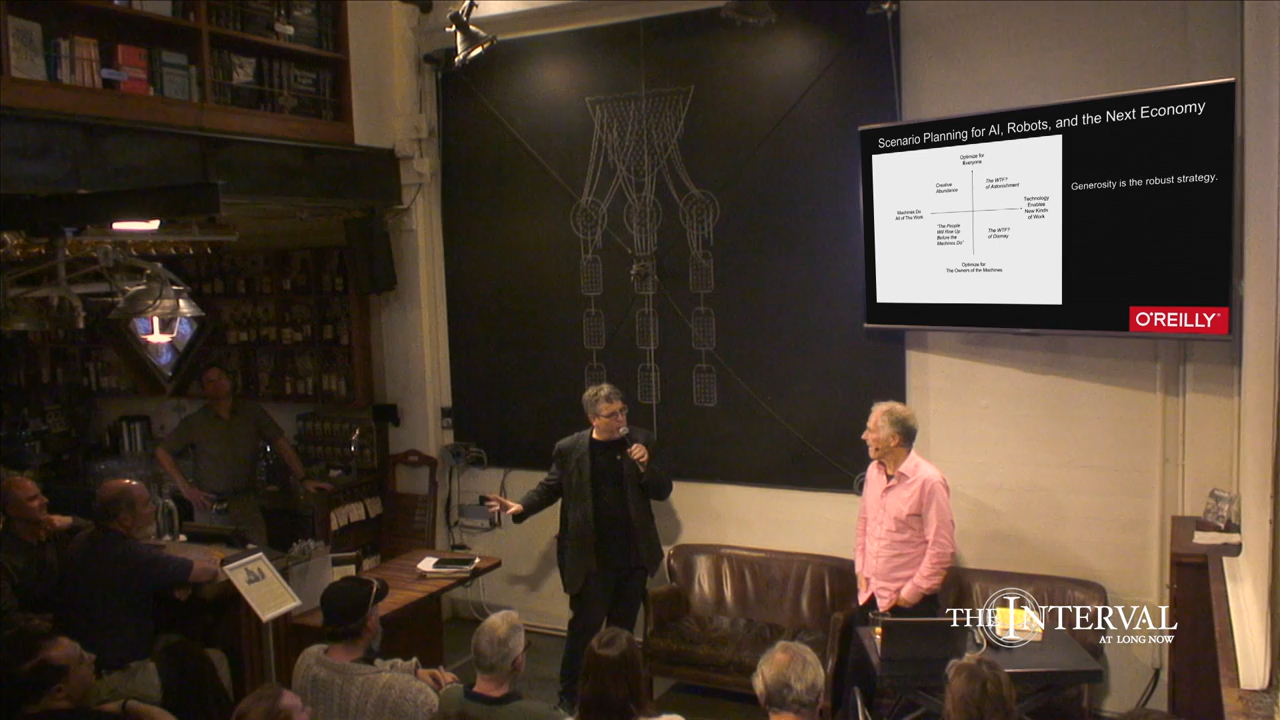 Scenario Planning for AI, Robots, and the Next Economy
Optimize for
Everyone
Creative
Abundance
The WTF?
of Astonishment
Machines Do
All of The Work
Technology
Enables
New Kinds
of Work
"The People
Will Rise Up
Before the
Machines Do"
The WTF?
of Dismay
Optimize for
The Owners of the Machines
Generosity is the robust strategy.
O'REILLY®
THE INTERVAL
AT LONG NOW